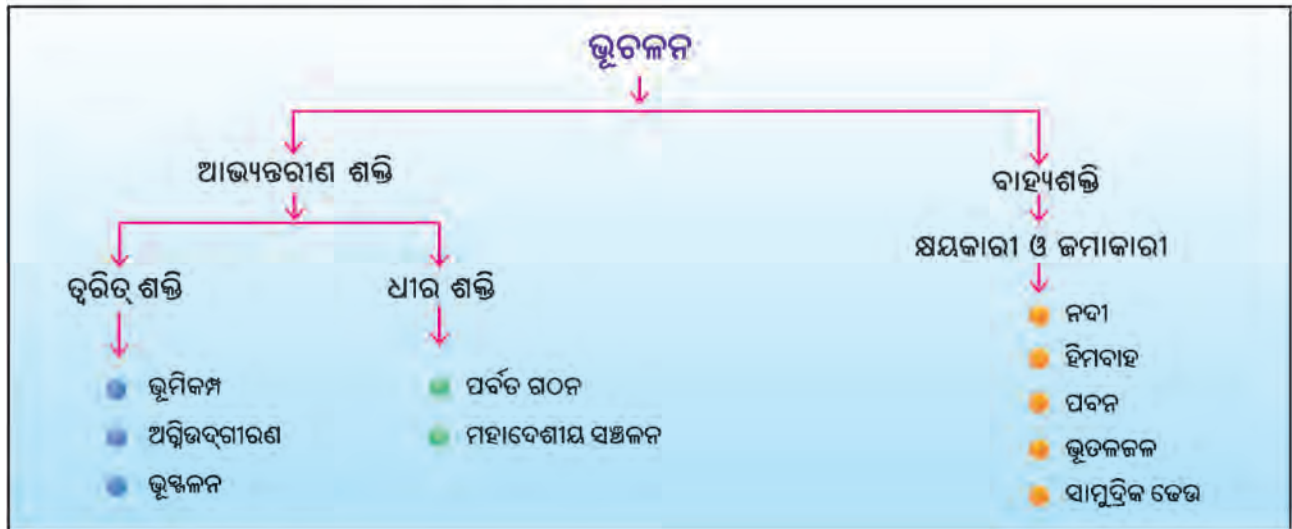 ଭୂଚଳନ
ଆଭ୍ୟନ୍ତରୀଣ ଶକ୍ତି
ବାହ୍ୟଶକ୍ତି
କ୍ଷୟକାରୀ ଓ ଜମାକାରୀ
ତ୍ୱରିତ୍ ଶକ୍ତି
ଧୀର ଶକ୍ତି
ଭୂମିକମ୍ପ
ଅଗ୍ନିଉଦ୍‌ଗୀରଣ
ଭୂସ୍ଖଳନ
ପର୍ବତ ଗଠନ
ମହାଦେଶୀୟ ସଞ୍ଚଳନ
ନଦୀ
ହିମବାହ
ପବନ
ଭୂତଳଜଳ
ସାମୁଦ୍ରିକ ଢେଉ